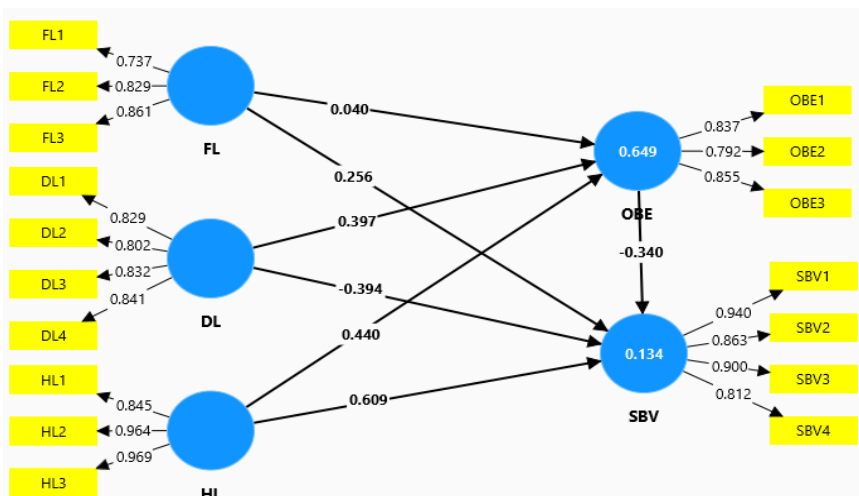 FL1
FL2
FL3
0.737
0.829
0.861
FL
DL1
DL2
DL3
DL4
0.829
0.802
0.832
0.841
DL
HL1
HL2
HL3
0.845
0.964
0.969
HL
0.040
0.256
0.397
-0.394
0.440
0.609
0.649
OBE
-0.340
0.134
SBV
0.837
0.792
0.855
OBE1
OBE2
OBE3
0.940
0.863
0.900
0.812
SBV1
SBV2
SBV3
SBV4